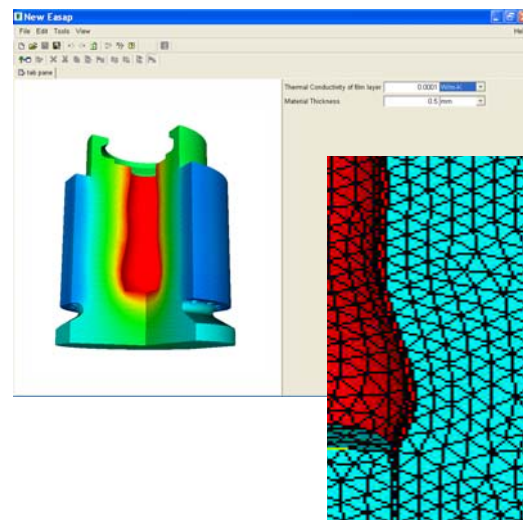 New Easap
File Edit Tools View Hel
tab pane
Thermal Conductivity of film layer 0.0001 W/m-K
Material Thickness 0.5 mm